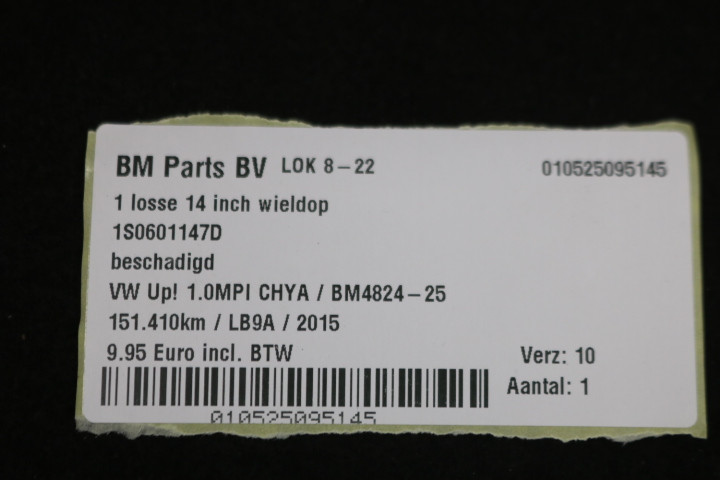 BM Parts BV LOK 8-22 010525095145
1 losse 14 inch wieldop
1S0601147D
beschadigd
VW Up! 1.0MPI CHYA / BM4824-25
151.410km / LB9A / 2015
9.95 Euro incl. BTW Verz: 10
Aantal: 1
010525095145